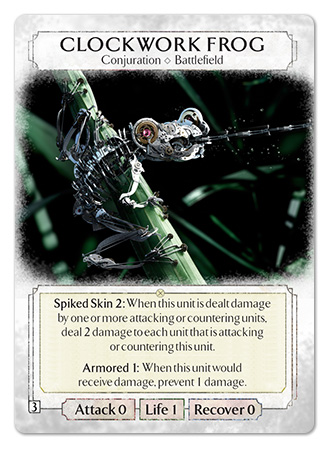 CLOCKWORK FROG
Conjuration ◇ Battlefield
Spiked Skin 2: When this unit is dealt damage
by one or more attacking or countering units,
deal 2 damage to each unit that is attacking
or countering this unit.
Armored 1: When this unit would
receive damage, prevent 1 damage.
3 Attack 0 Life 1 Recover 0